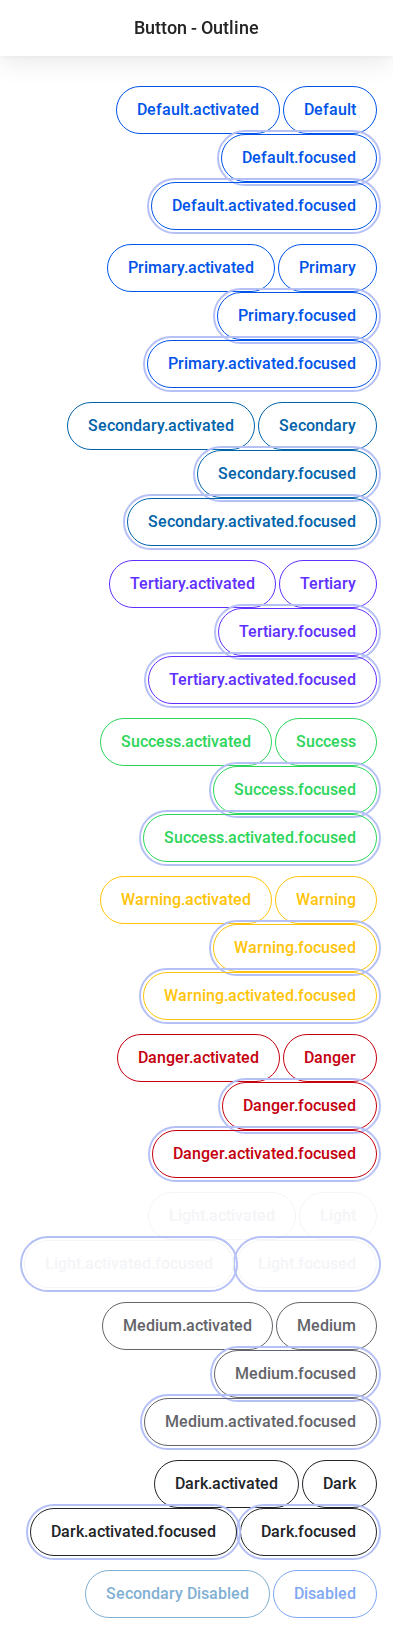 Button - Outline
Default.activated Default
Default.focused
Default.activated.focused
Primary.activated Primary
Primary.focused
Primary.activated.focused
Secondary.activated Secondary
Secondary.focused
Secondary.activated.focused
Tertiary.activated Tertiary
Tertiary.focused
Tertiary.activated.focused
Success.activated Success
Success.focused
Success.activated.focused
Warning.activated Warning
Warning.focused
Warning.activated.focused
Danger.activated Danger
Danger.focused
Danger.activated.focused
Light.activated Light
Light.activated.focused Light.focused
Medium.activated Medium
Medium.focused
Medium.activated.focused
Dark.activated Dark
Dark.activated.focused Dark.focused
Secondary Disabled Disabled